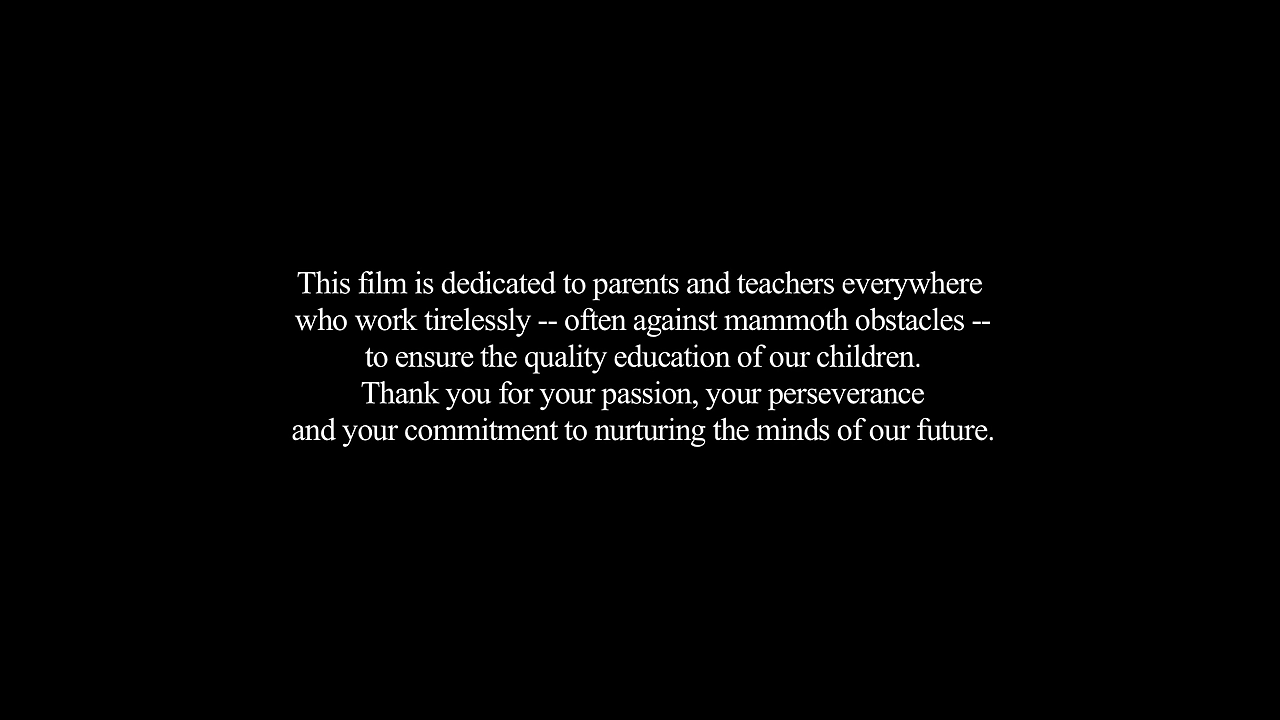 This film is dedicated to parents and teachers everywhere
who work tirelessly -- often against mammoth obstacles --
to ensure the quality education of our children.
Thank you for your passion, your perseverance
and your commitment to nurturing the minds of our future.